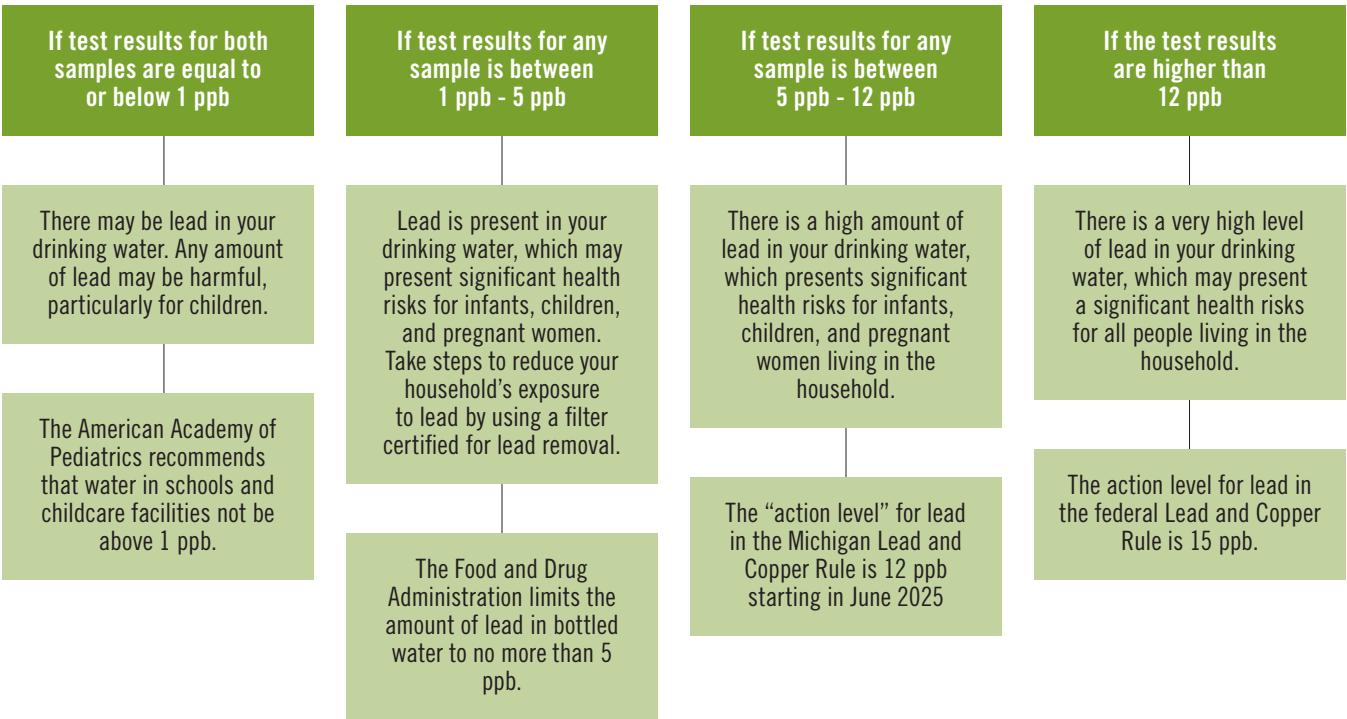 If test results for both
samples are equal to
or below 1 ppb
There may be lead in your
drinking water. Any amount
of lead may be harmful,
particularly for children.
The American Academy of
Pediatrics recommends
that water in schools and
childcare facilities not be
above 1 ppb.
If test results for any
sample is between
1 ppb - 5 ppb
Lead is present in your
drinking water, which may
present significant health
risks for infants, children,
and pregnant women.
Take steps to reduce your
household’s exposure
to lead by using a filter
certified for lead removal.
The Food and Drug
Administration limits the
amount of lead in bottled
water to no more than 5
ppb.
If test results for any
sample is between
5 ppb - 12 ppb
There is a high amount of
lead in your drinking water,
which presents significant
health risks for infants,
children, and pregnant
women living in the
household.
The “action level” for lead
in the Michigan Lead and
Copper Rule is 12 ppb
starting in June 2025
If the test results
are higher than
12 ppb
There is a very high level
of lead in your drinking
water, which may present
a significant health risks
for all people living in the
household.
The action level for lead in
the federal Lead and Copper
Rule is 15 ppb.